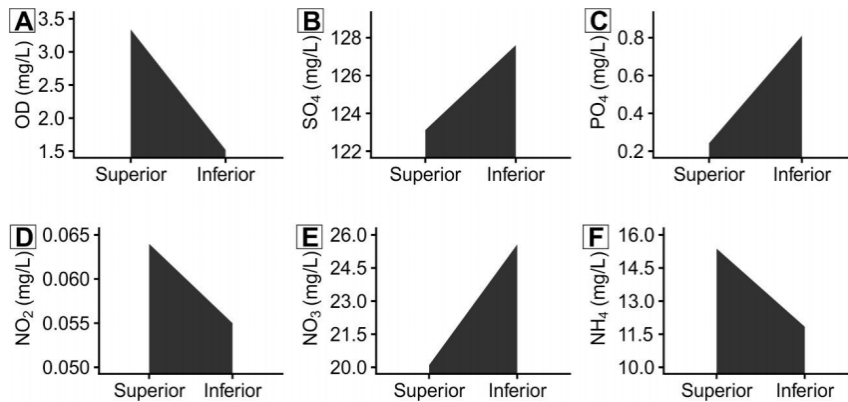 A
OD (mg/L)
3.5
3.0
2.5
2.0
1.5
Superior Inferior
B
SO₄ (mg/L)
128
126
124
122
Superior Inferior
C
PO₄ (mg/L)
0.8
0.6
0.4
0.2
Superior Inferior
D
NO₂ (mg/L)
0.065
0.060
0.055
0.050
Superior Inferior
E
NO₃ (mg/L)
26.0
24.5
23.0
21.5
20.0
Superior Inferior
F
NH₄ (mg/L)
16.0
14.5
13.0
11.5
10.0
Superior Inferior